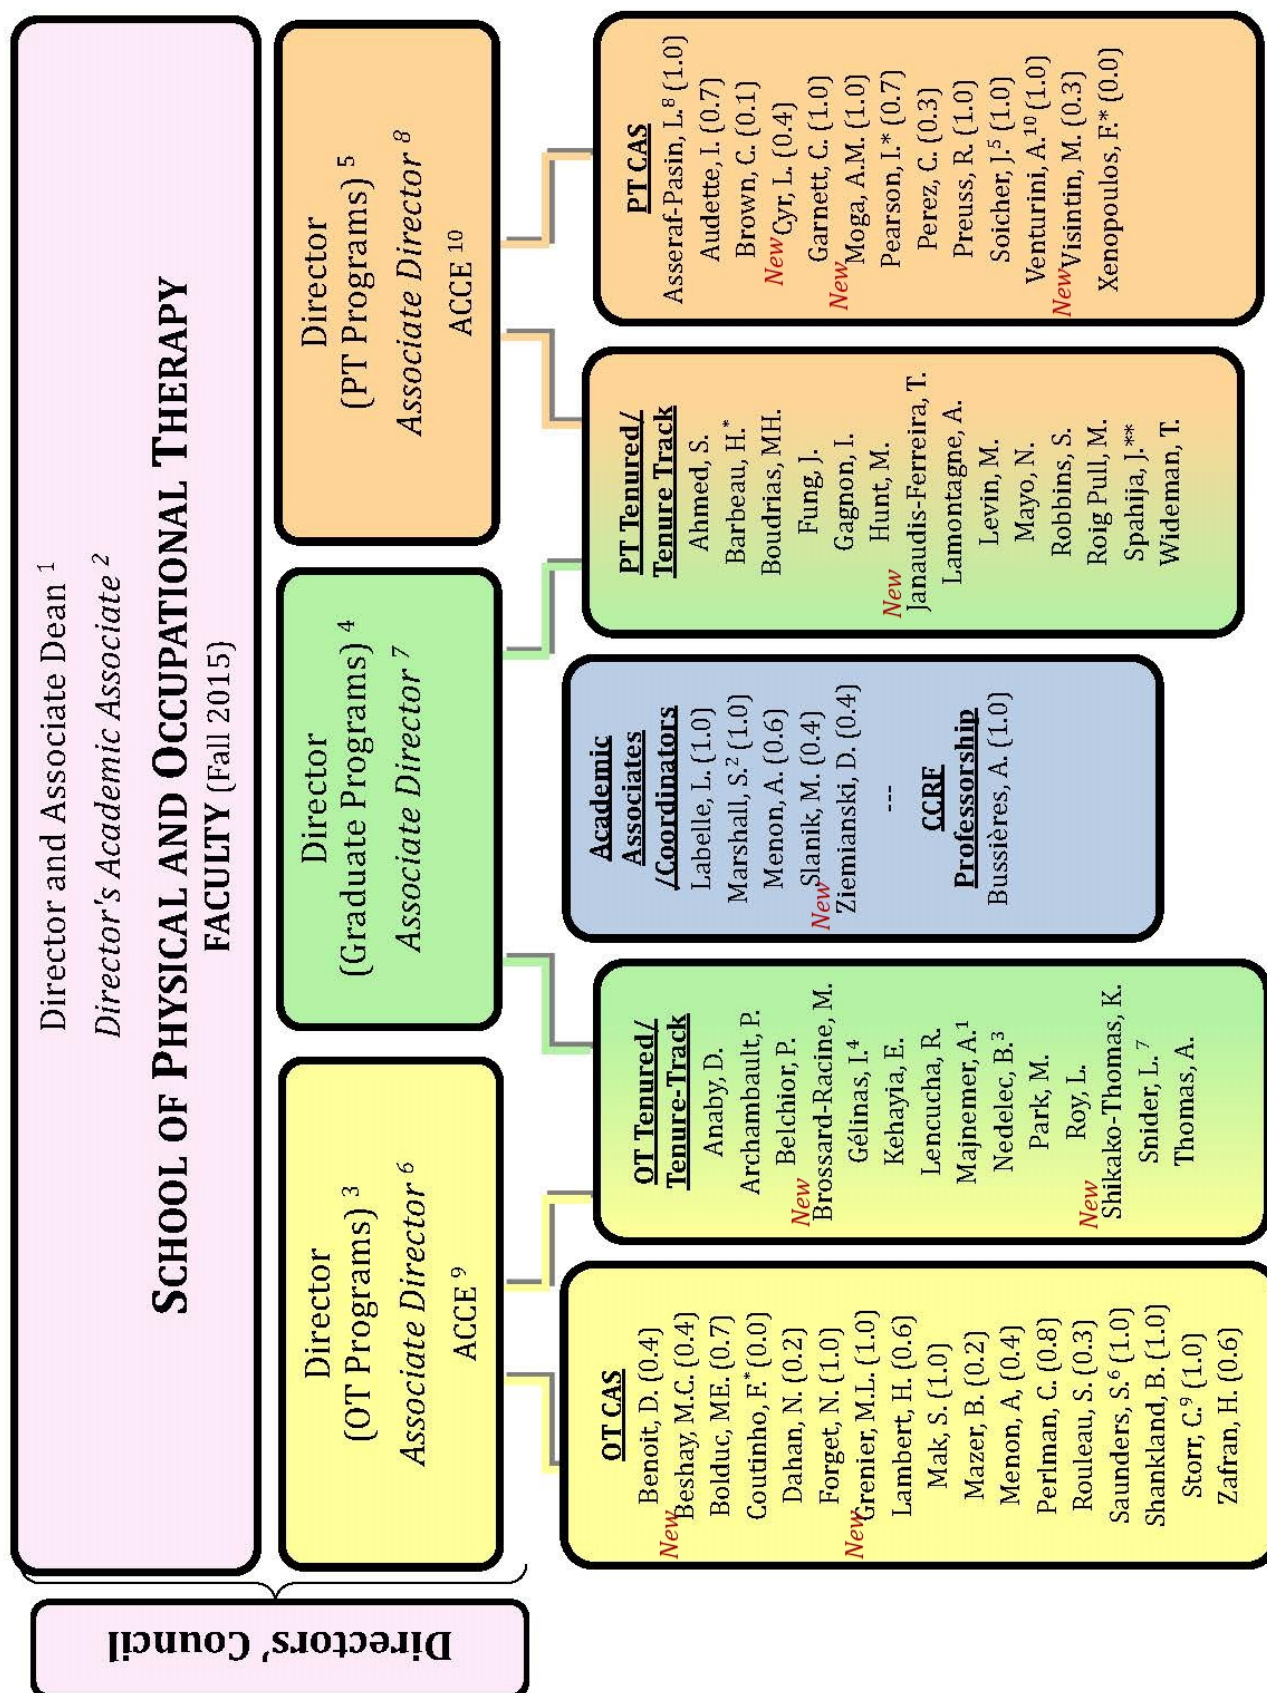 Directors' Council
Director and Associate Dean 1
Director's Academic Associate 2
SCHOOL OF PHYSICAL AND OCCUPATIONAL THERAPY
FACULTY (Fall 2015)
Director
(OT Programs) 3
Associate Director 6
ACCE 9
Director
(Graduate Programs) 4
Associate Director 7
Director
(PT Programs) 5
Associate Director 8
ACCE 10
OT CAS
Benoit, D. (0.4)
New Beshay, M.C. (0.4)
Bolduc, ME. (0.7)
Coutinho, F.* (0.0)
Dahan, N. (0.2)
Forget, N. (1.0)
New Grenier, M.L. (1.0)
Lambert, H. (0.6)
Mak, S. (1.0)
Mazer, B. (0.2)
Menon, A, (0.4)
Perlman, C. (0.8)
Rouleau, S. (0.3)
Saunders, S.6 (1.0)
Shankland, B. (1.0)
Storr, C.9 (1.0)
Zafran, H. (0.6)
OT Tenured/
Tenure-Track
Anaby, D.
Archambault, P.
Belchior, P.
New
Brossard-Racine, M.
Gélinas, I.4
Kehayia, E.
Lencucha, R.
Majnemer, A.1
Nedelec, B.3
Park, M.
Roy, L.
New
Shikako-Thomas, K.
Snider, L. 7
Thomas, A.
Academic
Associates
/Coordinators
Labelle, L. (1.0)
Marshall, S.2 (1.0)
Menon, A. (0.6)
New Slanik, M. (0.4)
Ziemianski, D. (0.4)
---
CCRF
Professorship
Bussières, A. (1.0)
PT Tenured/
Tenure Track
Ahmed, S.
Barbeau, H.*
Boudrias, MH.
Fung, J.
Gagnon, I.
Hunt, M.
New
Janaudis-Ferreira, T.
Lamontagne, A.
Levin, M.
Mayo, N.
Robbins, S.
Roig Pull, M.
Spahija, J.**
Wideman, T.
PT CAS
Asseraf-Pasin, L.8 (1.0)
Audette, I. (0.7)
Brown, C. (0.1)
New Cyr, L. (0.4)
Garnett, C. (1.0)
New Moga, A.M. (1.0)
Pearson, I.* (0.7)
Perez, C. (0.3)
Preuss, R. (1.0)
Soicher, J.5 (1.0)
Venturini, A.10 (1.0)
New Visintin, M. (0.3)
Xenopoulos, F.* (0.0)